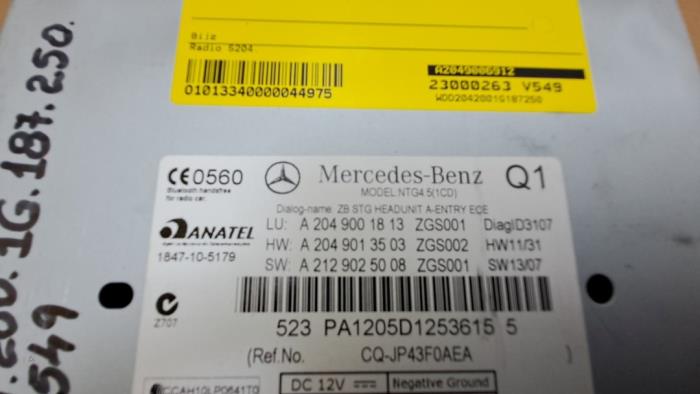 Bilz
Radio 5204.
01013340000044975
A2049006912
23000263 V549
WDD2042001G187250
1G.187.250.
549
CE0560
Bluetooth handsfree
for radio car.
Mercedes-Benz
Q1
MODEL:NTG4.5(1CD)
Dialog-name: ZB STG HEADUNIT A-ENTRY ECE
ANATEL
1847-10-5179
LU: A 204 900 18 13 ZGS001 DiagID3107
HW: A 204 901 35 03 ZGS002 HW11/31
SW: A 212 902 50 08 ZGS001 SW13/07
Z707
523 PA1205D1253615 5
(Ref.No. CQ-JP43F0AEA )
CCAH10LP0641T0
DC 12V
Negative Ground